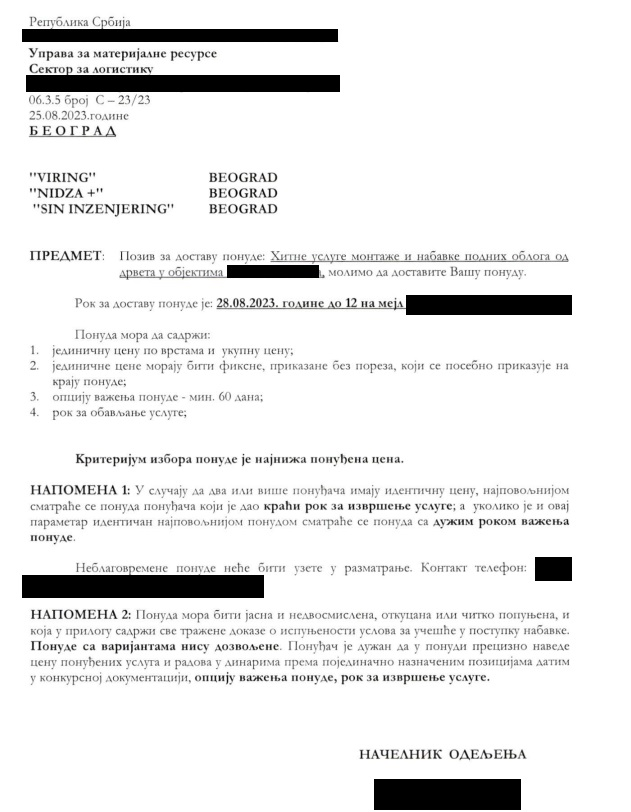 Република Србија
Управа за материјалне ресурсе
Сектор за логистику
06.3.5 број С – 23/23
25.08.2023.године
Б Е О Г Р А Д
"VIRING" BEOGRAD
"NIDZA +" BEOGRAD
"SIN INZENJERING" BEOGRAD
ПРЕДМЕТ: Позив за доставу понуде: Хитне услуге монтаже и набавке подних облога од
дрвета у објектима , молимо да доставите Вашу понуду.
Рок за доставу понуде је: 28.08.2023. године до 12 на мејл
Понуда мора да садржи:
1. јединичну цену по врстама и укупну цену;
2. јединичне цене морају бити фиксне, приказане без пореза, који се посебно приказује на
крају понуде;
3. опцију важења понуде - мин. 60 дана;
4. рок за обављање услуге;
Критеријум избора понуде је најнижа понуђена цена.
НАПОМЕНА 1: У случају да два или више понуђача имају идентичну цену, најповољнијом
сматраће се понуда понуђача који је дао краћи рок за извршење услуге; а уколико је и овај
параметар идентичан најповољнијом понудом сматраће се понуда са дужим роком важења
понуде.
Неблаговремене понуде неће бити узете у разматрање. Контакт телефон:
НАПОМЕНА 2: Понуда мора бити јасна и недвосмислена, откуцана или читко попуњена, и
која у прилогу садржи све тражене доказе о испуњености услова за учешће у поступку набавке.
Понуде са варијантама нису дозвољене. Понуђач је дужан да у понуди прецизно наведе
цену понуђених услуга и радова у динарима према појединачно назначеним позицијама датим
у конкурсној документацији, опцију важења понуде, рок за извршење услуге.
НАЧЕЛНИК ОДЕЉЕЊА